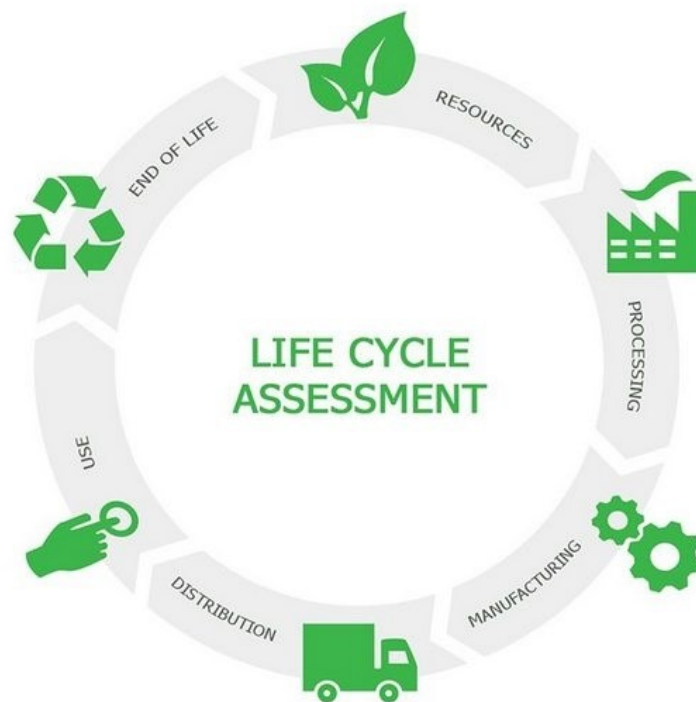 LIFE CYCLE
ASSESSMENT
RESOURCES
PROCESSING
MANUFACTURING
DISTRIBUTION
USE
END OF LIFE